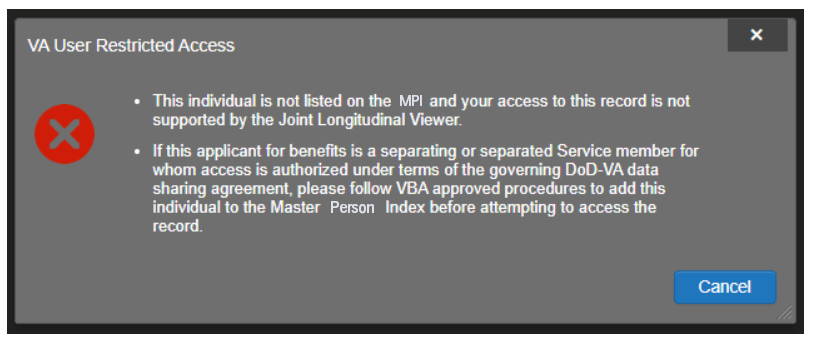 VA User Restricted Access
×
• This individual is not listed on the MPI and your access to this record is not
supported by the Joint Longitudinal Viewer.
• If this applicant for benefits is a separating or separated Service member for
whom access is authorized under terms of the governing DoD-VA data
sharing agreement, please follow VBA approved procedures to add this
individual to the Master Person Index before attempting to access the
record.
Cancel